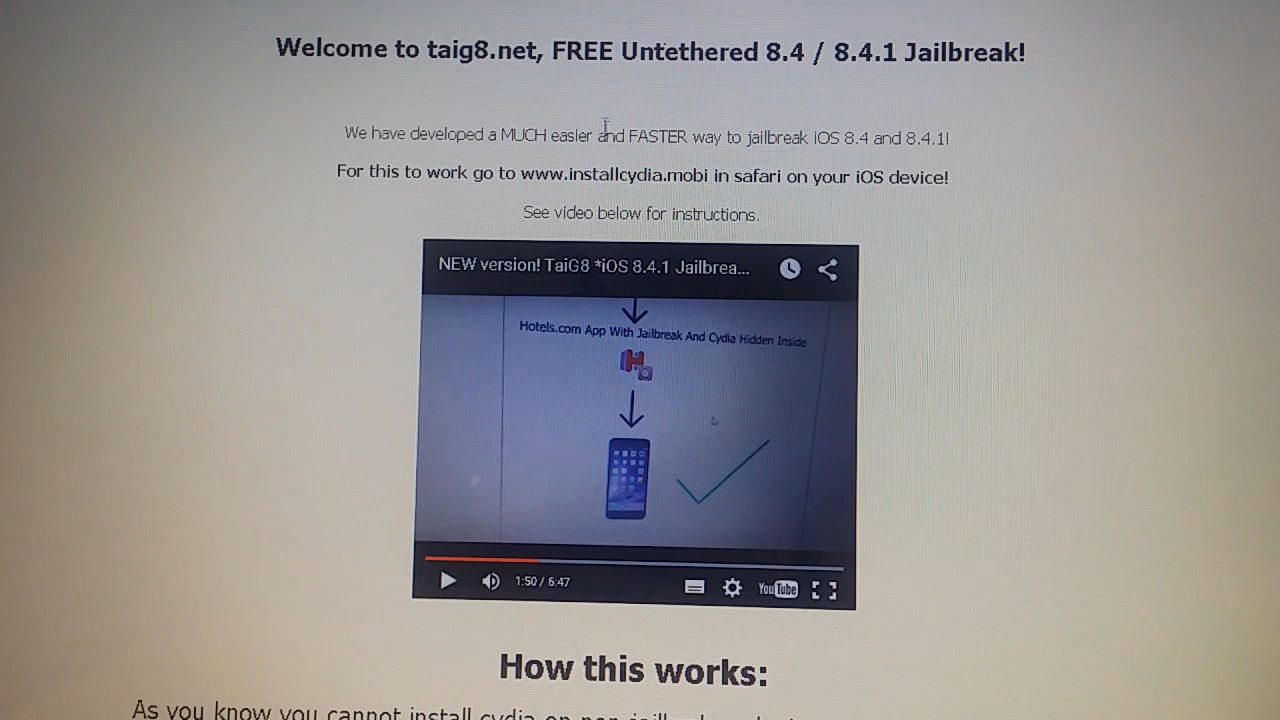 Welcome to taig8.net, FREE Untethered 8.4 / 8.4.1 Jailbreak!
We have developed a MUCH easier and FASTER way to jailbreak iOS 8.4 and 8.4.1!
For this to work go to www.installcydia.mobi in safari on your iOS device!
See video below for instructions.
NEW version! TaiG8 *iOS 8.4.1 Jailbrea...
Hotels.com App With Jailbreak And Cydia Hidden Inside
1:50 / 6:47
YouTube
How this works:
As you know you cannot install cydia on